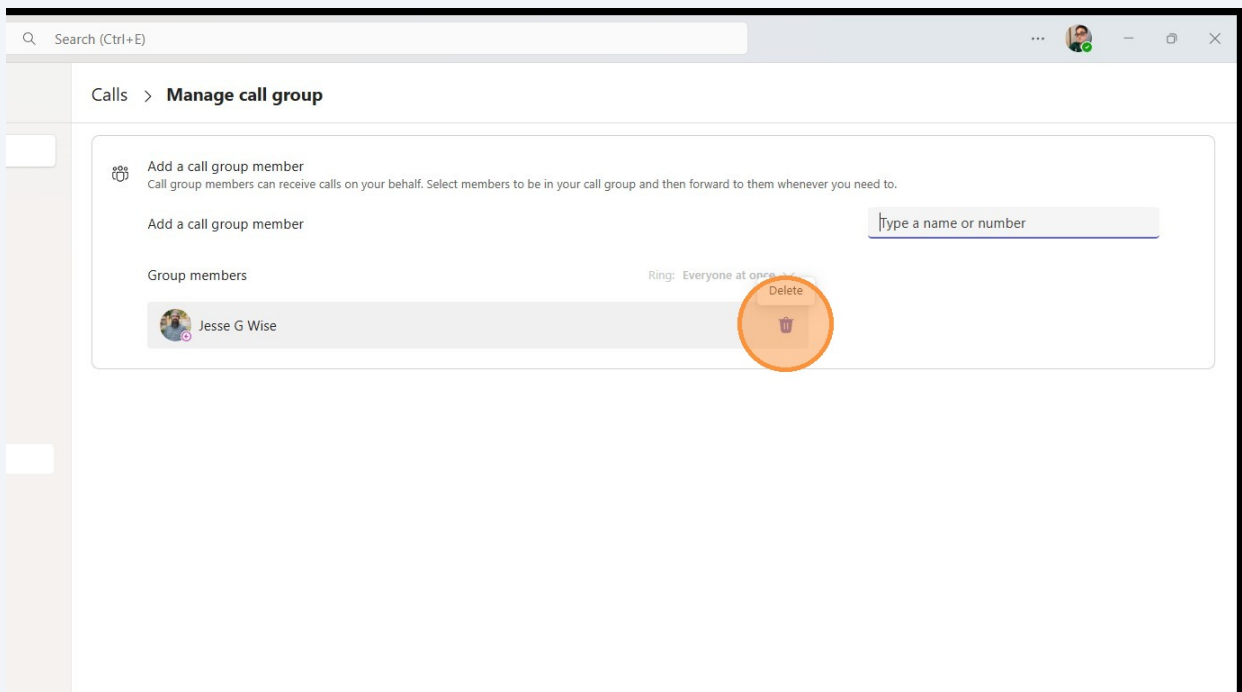 Search (Ctrl+E)
Calls > Manage call group
Add a call group member
Call group members can receive calls on your behalf. Select members to be in your call group and then forward to them whenever you need to.
Add a call group member
Type a name or number
Group members
Ring: Everyone at once
Delete
Jesse G Wise